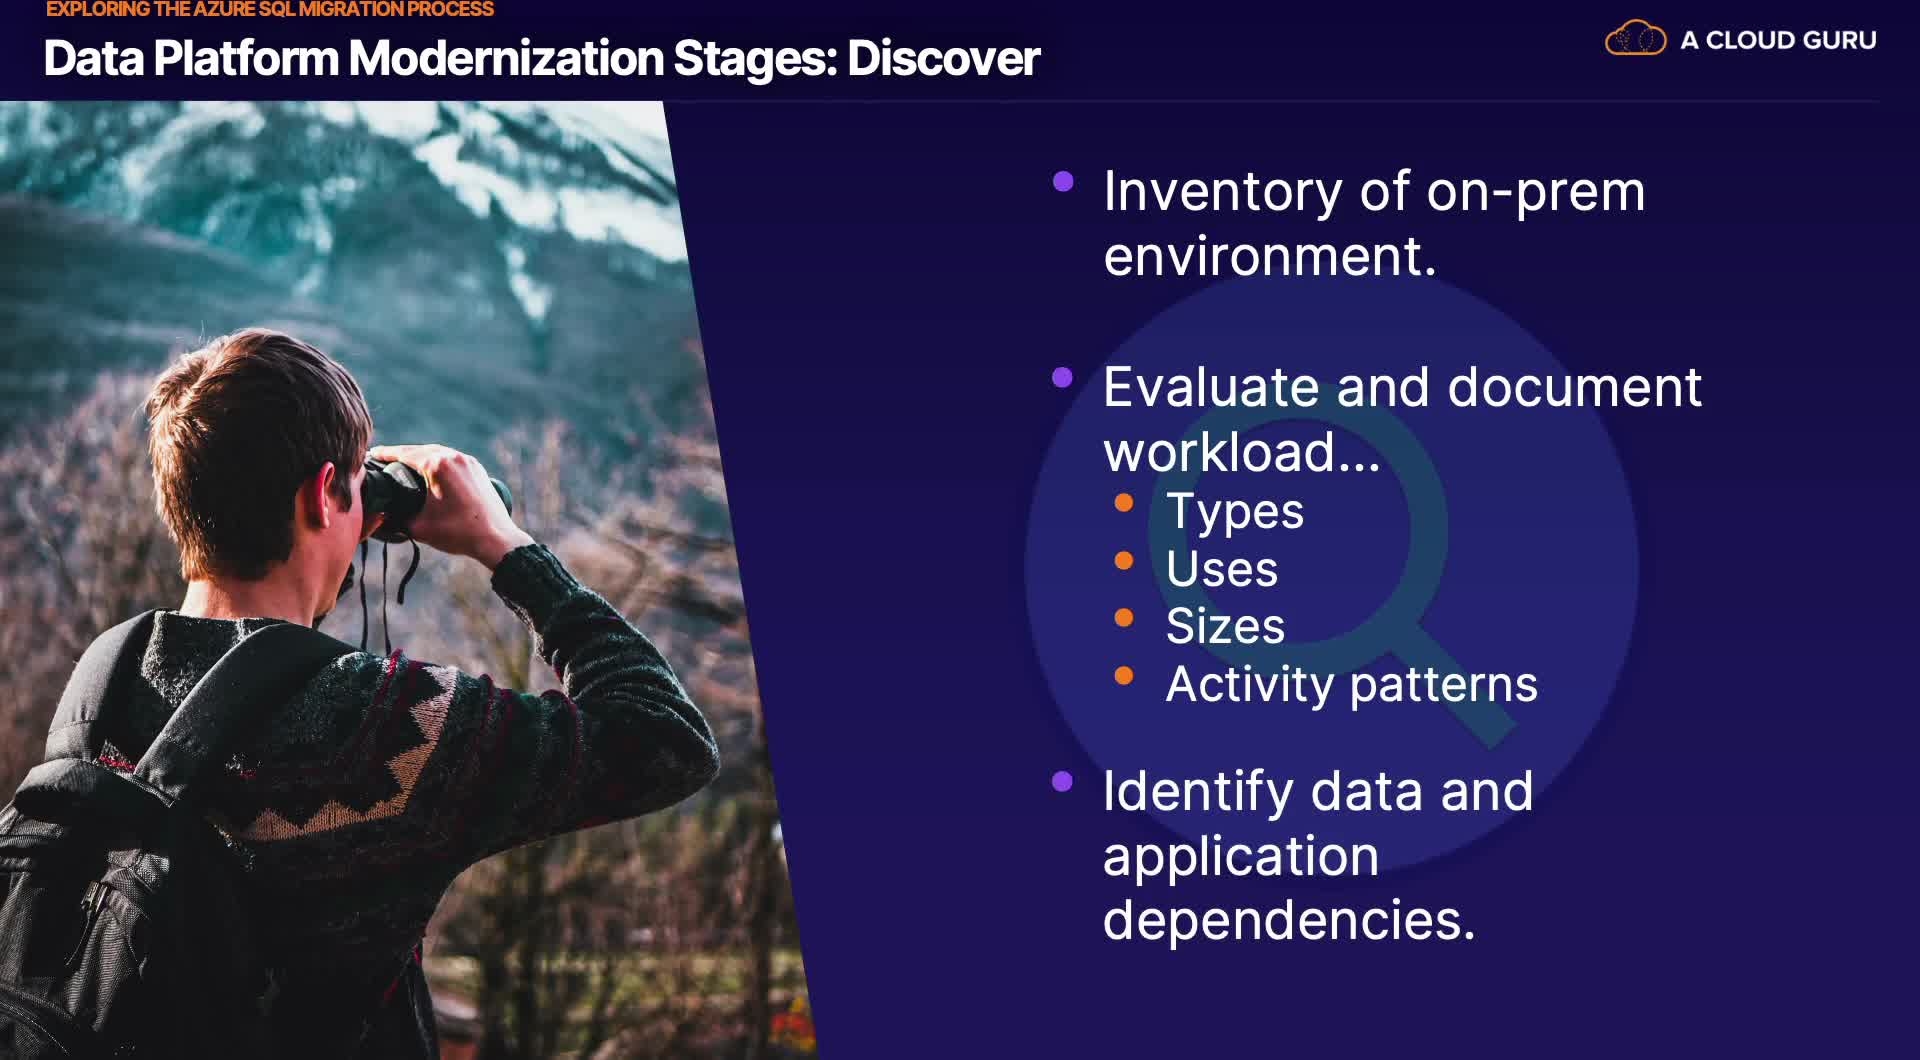 EXPLORING THE AZURE SQL MIGRATION PROCESS
Data Platform Modernization Stages: Discover
A CLOUD GURU
Inventory of on-prem
environment.
Evaluate and document
workload...
Types
Uses
Sizes
Activity patterns
Identify data and
application
dependencies.